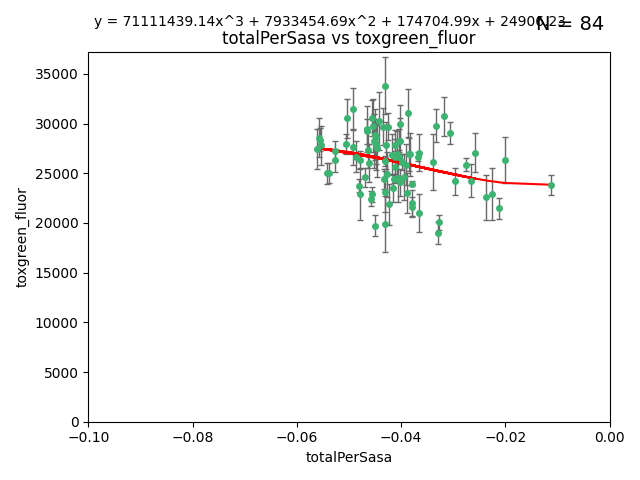 y = 71111439.14x^3 + 7933454.69x^2 + 174704.99x + 24906.23
N = 84
totalPerSasa vs toxgreen_fluor
35000
30000
25000
20000
15000
10000
5000
0
toxgreen_fluor
−0.10
−0.08
−0.06
−0.04
−0.02
0.00
totalPerSasa